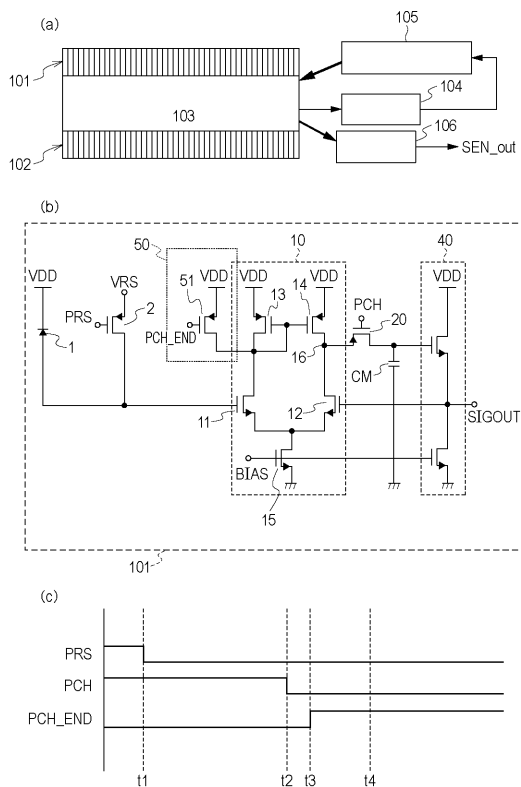 (a)
105
101
104
103
106
102
SEN_out
(b)
50
10
40
VDD
VRS
VDD
VDD
VDD
VDD
51
13
14
PCH
PRS
2
PCH_END
20
1
16
CM
11
12
SIGOUT
BIAS
15
101
(c)
PRS
PCH
PCH_END
t1
t2
t3
t4